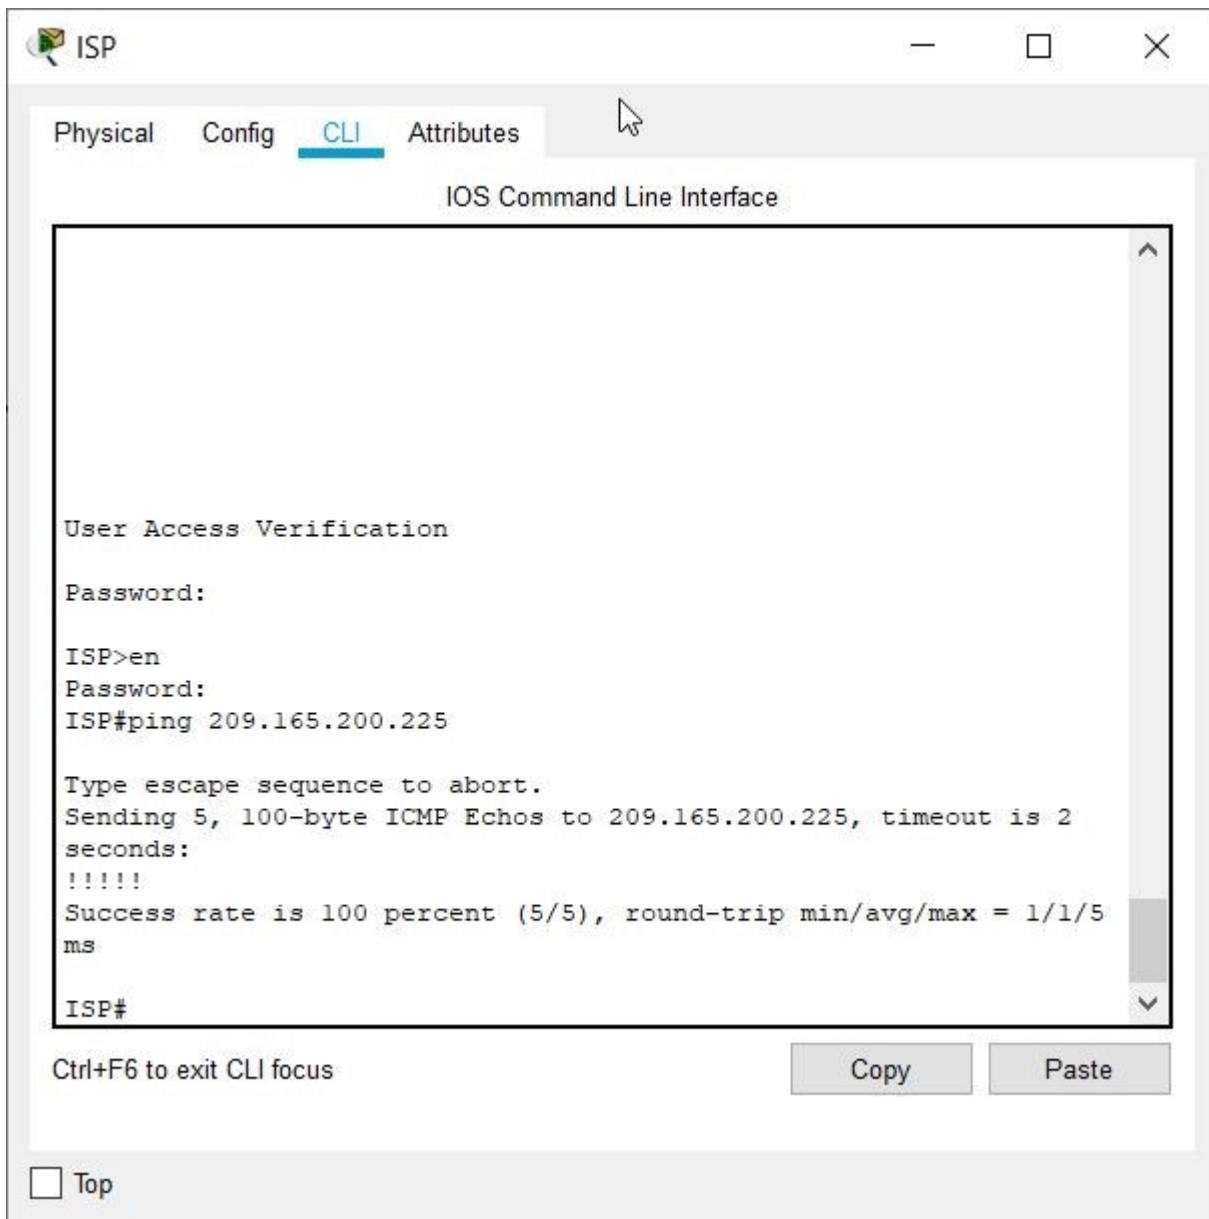 ISP
Physical Config CLI Attributes
IOS Command Line Interface
User Access Verification
Password:
ISP>en
Password:
ISP#ping 209.165.200.225
Type escape sequence to abort.
Sending 5, 100-byte ICMP Echos to 209.165.200.225, timeout is 2
seconds:
!!!!!
Success rate is 100 percent (5/5), round-trip min/avg/max = 1/1/5
ms
ISP#
Ctrl+F6 to exit CLI focus
Copy Paste
Top